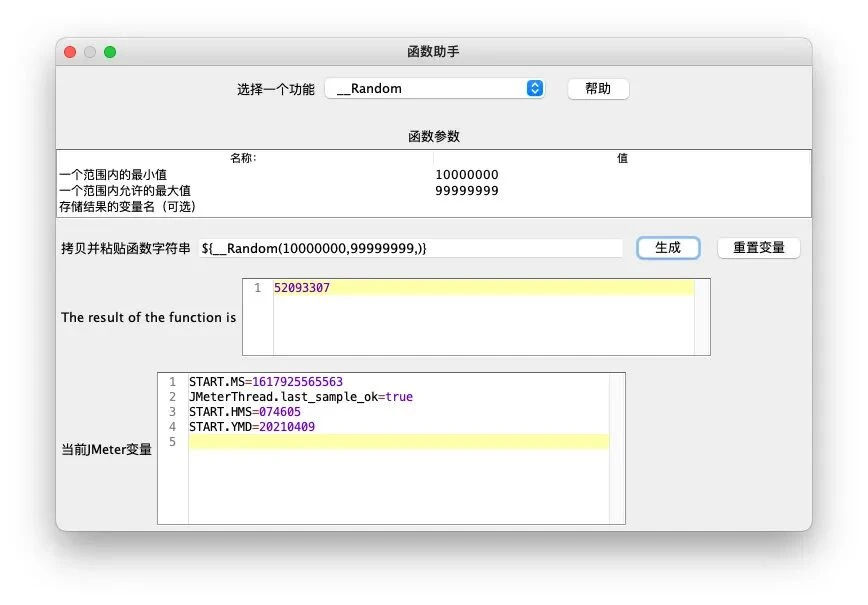 函数助手
选择一个功能 __Random 帮助
函数参数
名称: 值
一个范围内的最小值 10000000
一个范围内允许的最大值 99999999
存储结果的变量名（可选）
拷贝并粘贴函数字符串 ${__Random(10000000,99999999,)} 生成 重置变量
1 52093307
The result of the function is
1 START.MS=1617925565563
2 JMeterThread.last_sample_ok=true
3 START.HMS=074605
4 START.YMD=20210409
5
当前JMeter变量